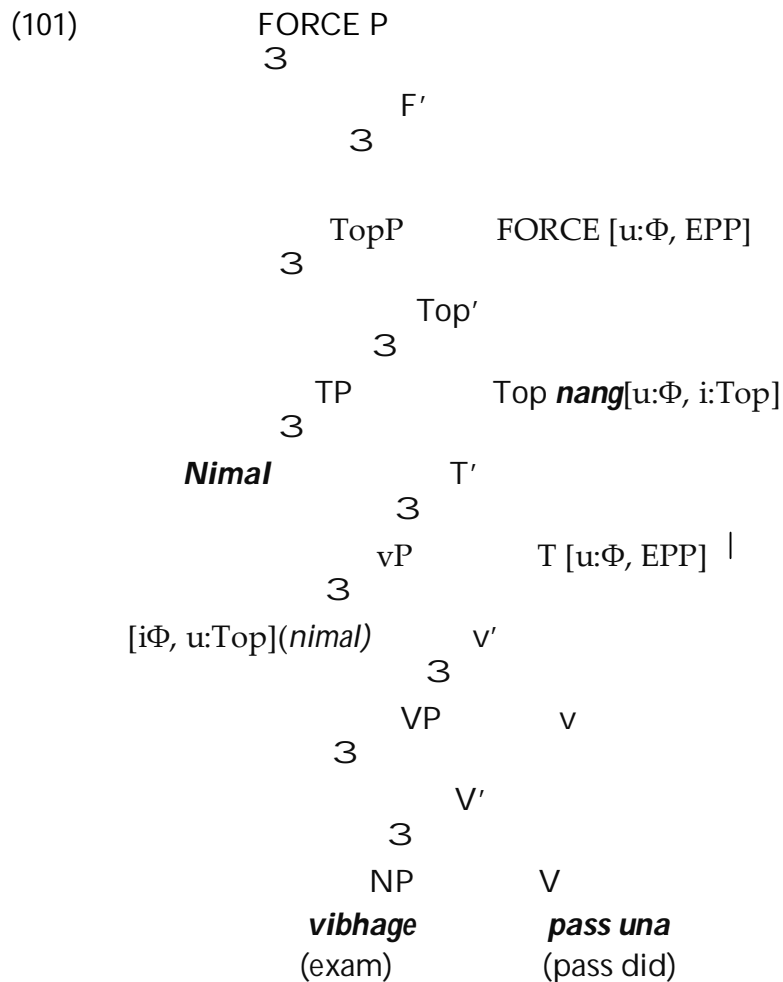 (101) FORCE P
3
F′
3
TopP FORCE [u:Φ, EPP]
3
Top′
3
TP Top nang[u:Φ, i:Top]
3
Nimal T′
3
vP T [u:Φ, EPP] |
3
[iΦ, u:Top](nimal) v′
3
VP v
3
V′
3
NP V
vibhage pass una
(exam) (pass did)